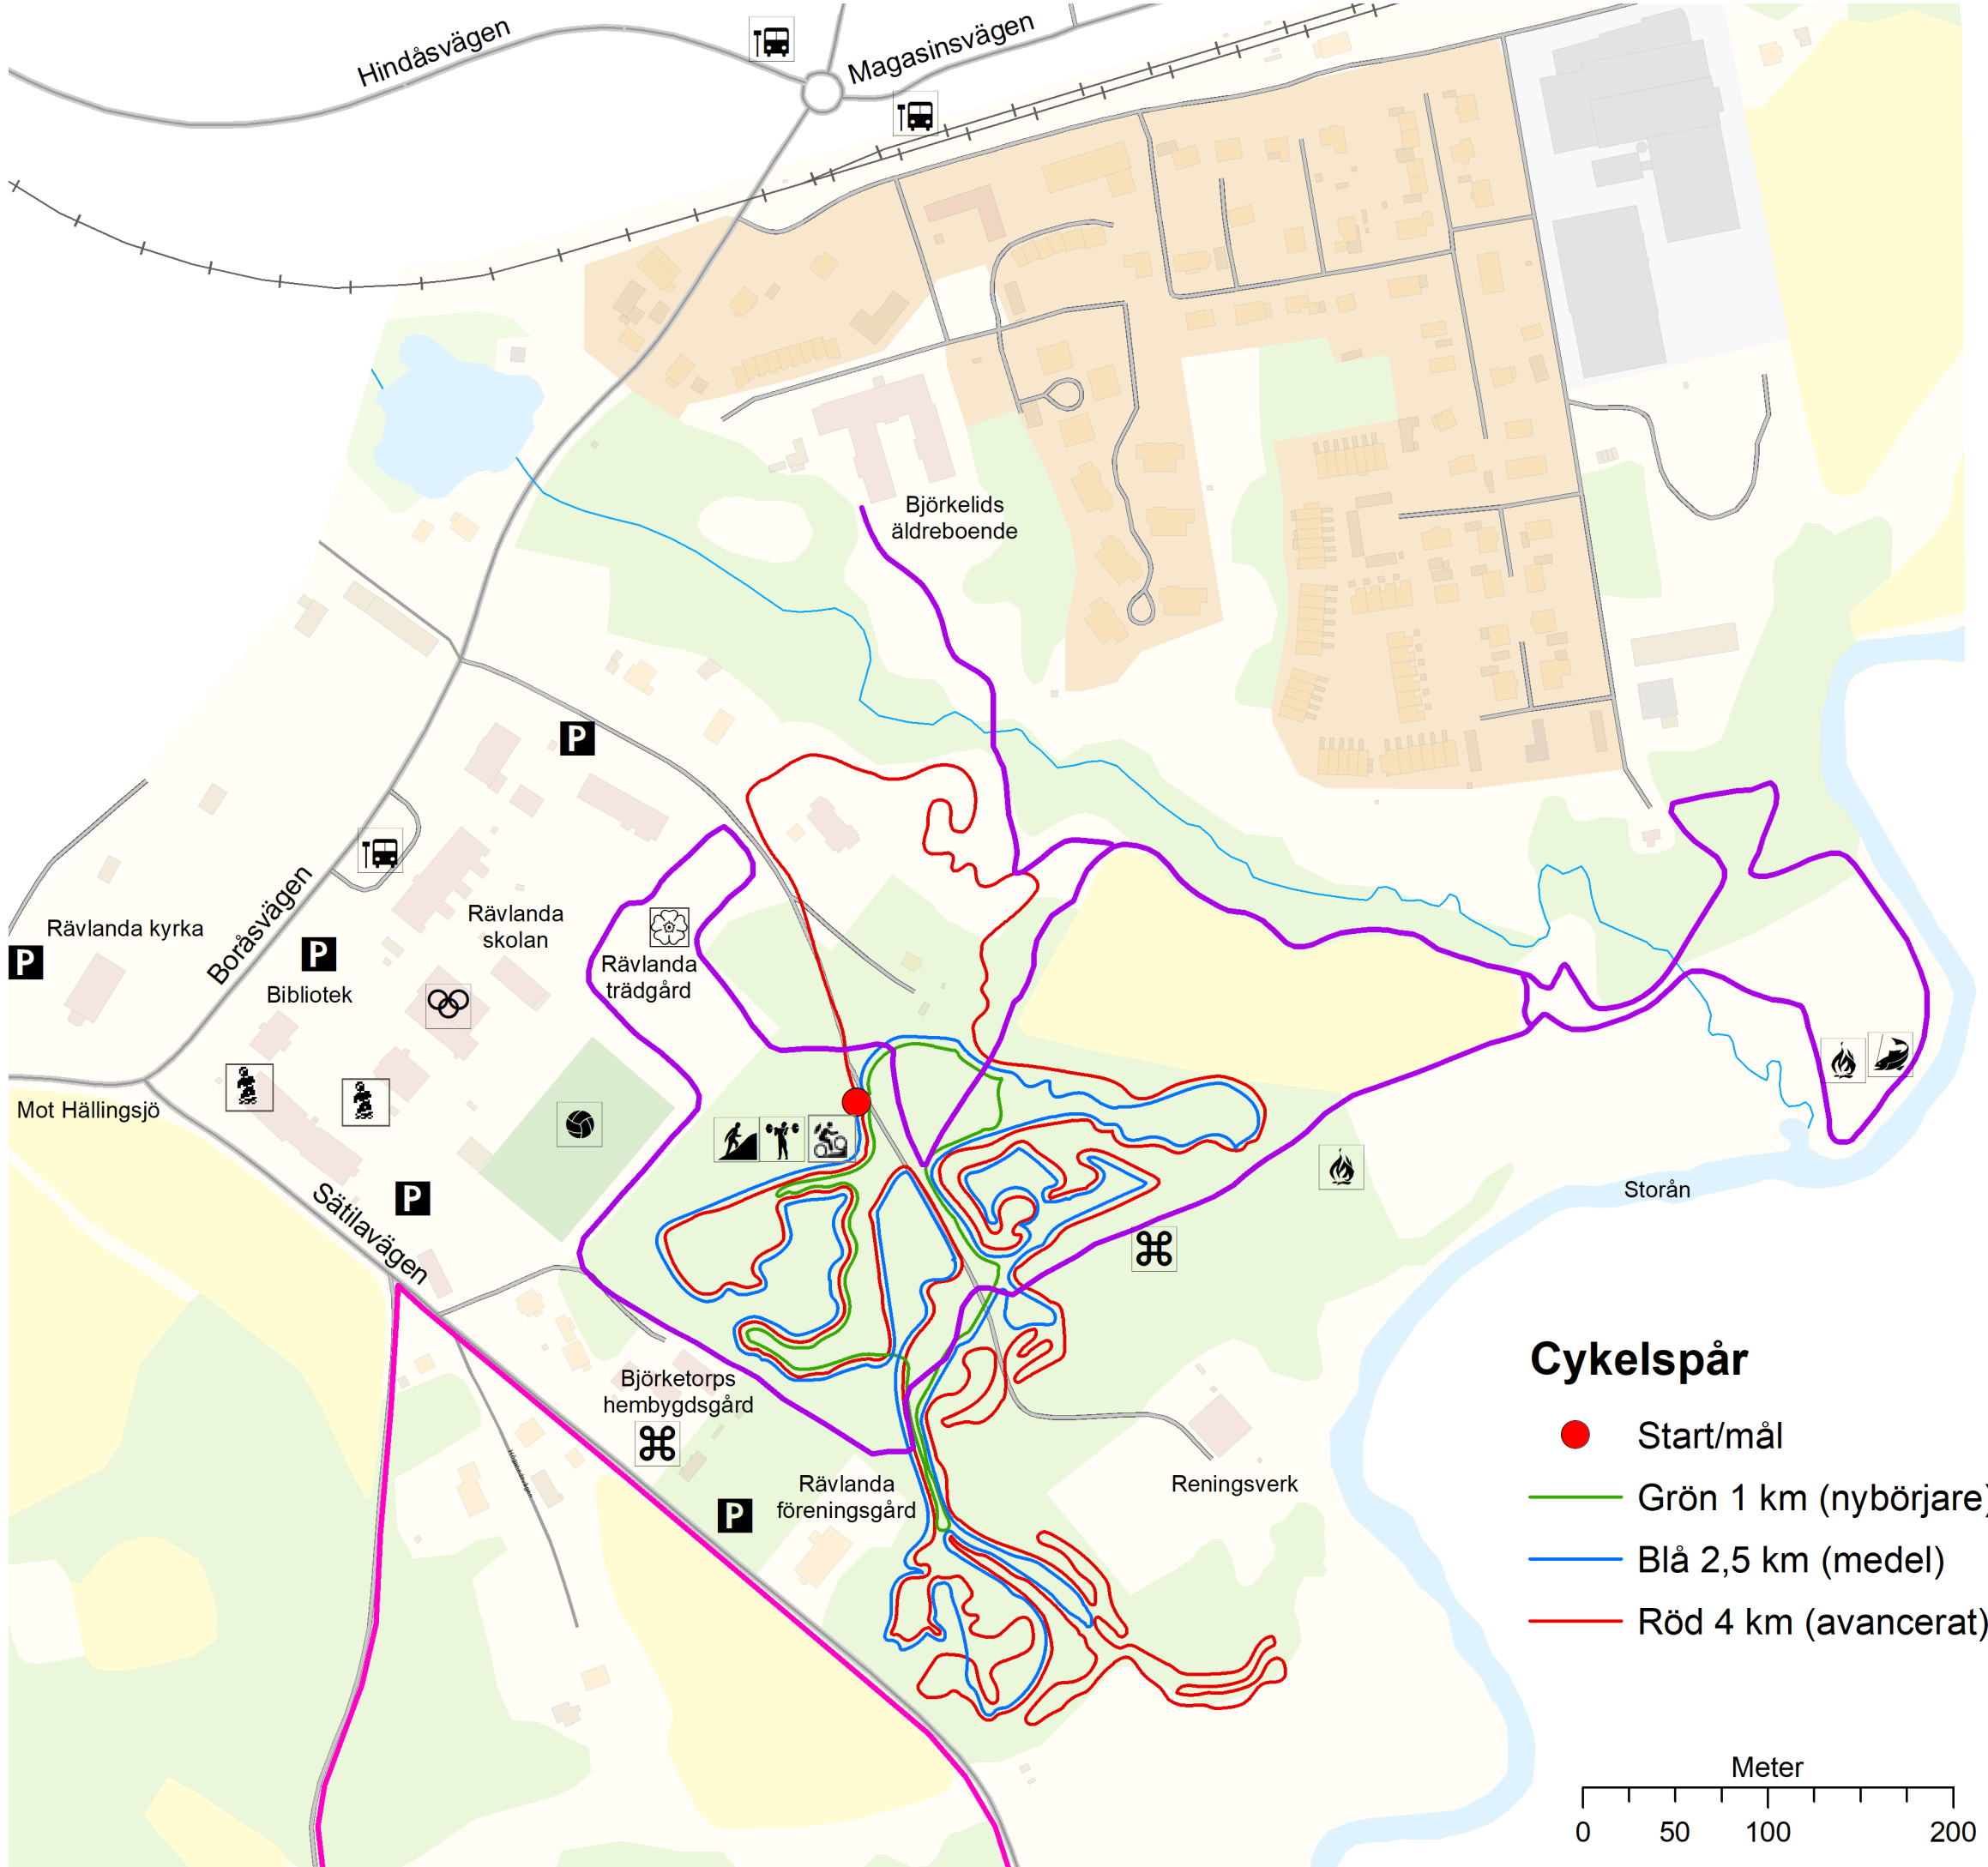 Hindåsvägen
Magasinsvägen
Björkelids
äldreboende
P
Rävlanda kyrka
P
Boråsvägen
P
Bibliotek
Rävlanda
skolan
Rävlanda
trädgård
Mot Hällingsjö
P
Sätilavägen
Storån
Björketorps
hembygdsgård
P
Rävlanda
föreningsgård
Reningsverk
Cykelspår
Start/mål
Grön 1 km (nybörjare)
Blå 2,5 km (medel)
Röd 4 km (avancerat)
Meter
0 50 100 200